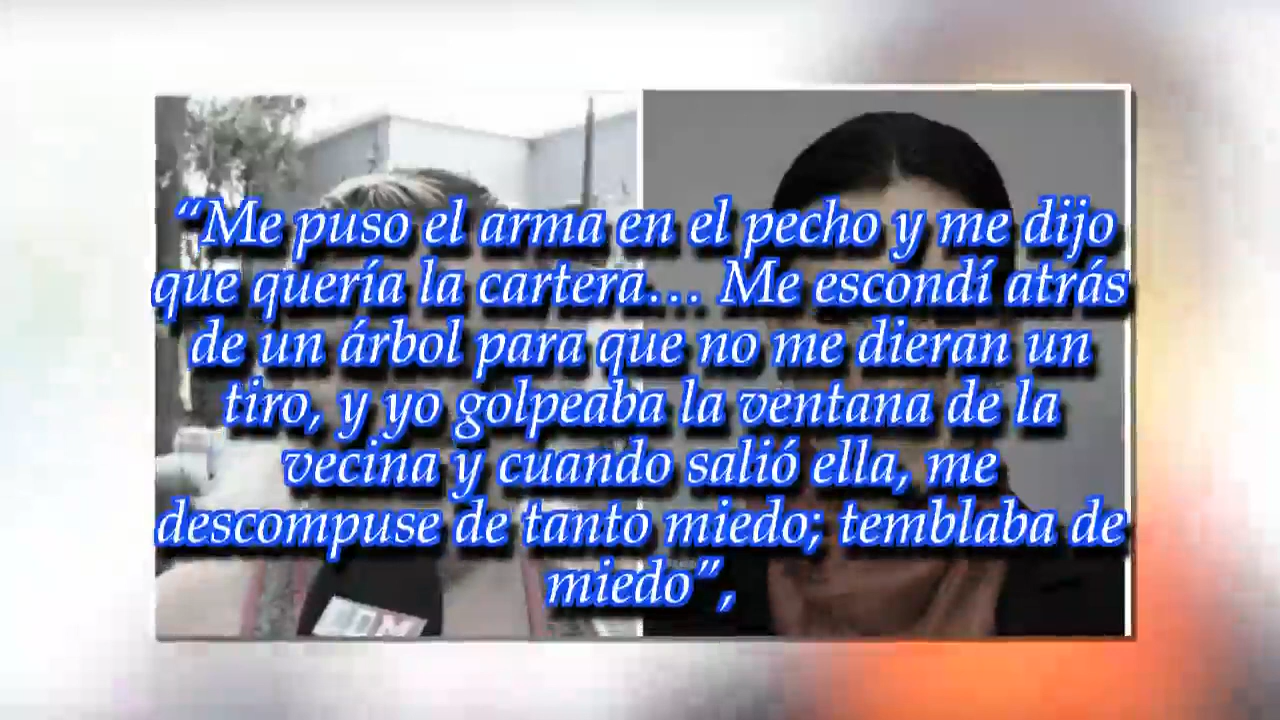 “Me puso el arma en el pecho y me dijo
que quería la cartera… Me escondí atrás
de un árbol para que no me dieran un
tiro, y yo golpeaba la ventana de la
vecina y cuando salió ella, me
descompuse de tanto miedo; temblaba de
miedo”,